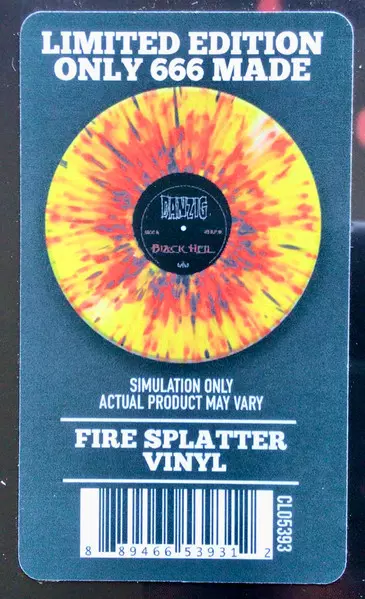 LIMITED EDITION
ONLY 666 MADE
DANZIG
BLACK HELL
SIMULATION ONLY
ACTUAL PRODUCT MAY VARY
FIRE SPLATTER
VINYL
8 89466 53931 2
CLO5393